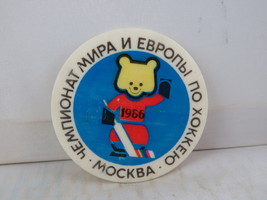 ЧЕМПИОНАТ МИРА И ЕВРОПЫ ПО ХОККЕЮ
· МОСКВА ·
1986